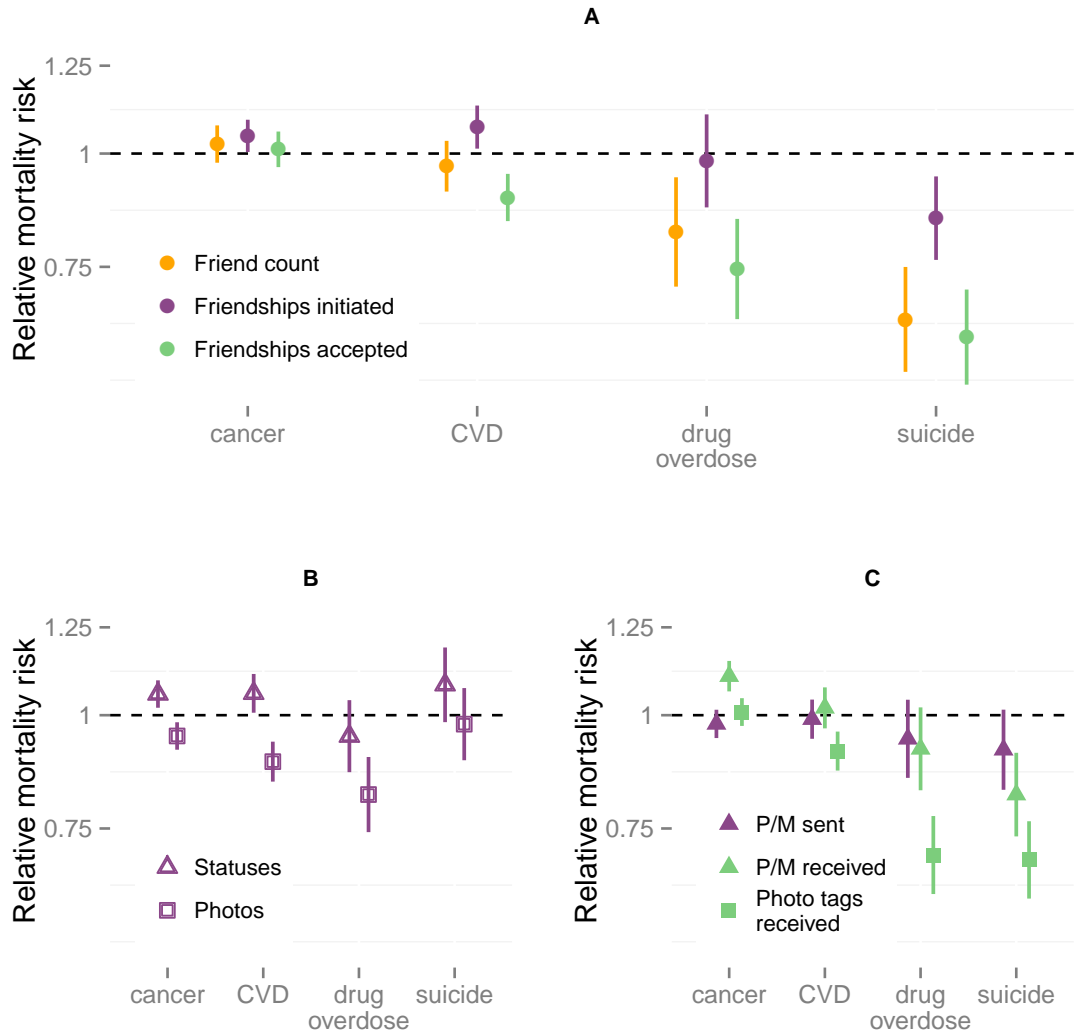 A
Relative mortality risk
1.25
1
0.75
Friend count
Friendships initiated
Friendships accepted
cancer
CVD
drug
overdose
suicide
B
Relative mortality risk
1.25
1
0.75
Statuses
Photos
cancer
CVD
drug
overdose
suicide
C
Relative mortality risk
1.25
1
0.75
P/M sent
P/M received
Photo tags
received
cancer
CVD
drug
overdose
suicide